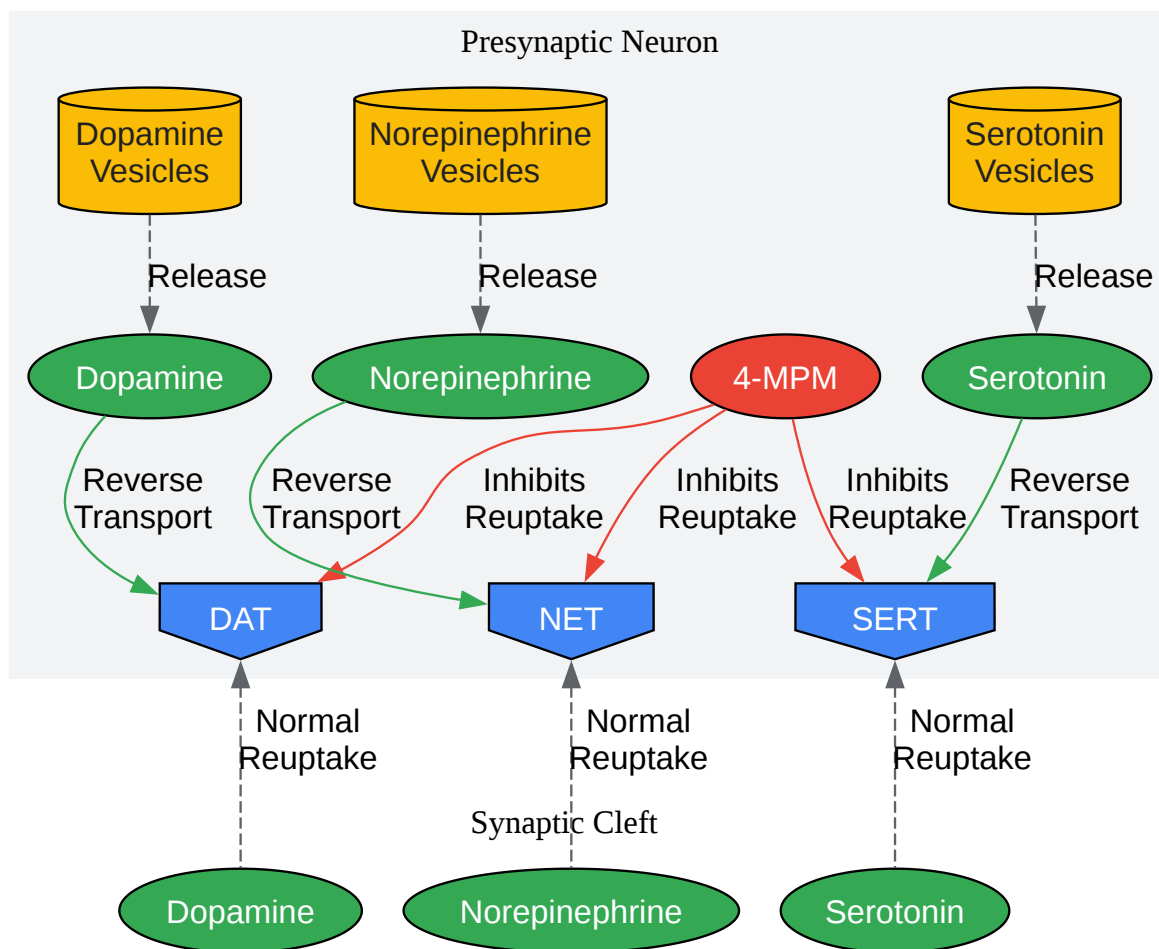 Presynaptic Neuron
Dopamine
Vesicles
Norepinephrine
Vesicles
Serotonin
Vesicles
Release
Release
Release
Dopamine
Norepinephrine
4-MPM
Serotonin
Reverse
Transport
Reverse
Transport
Inhibits
Reuptake
Inhibits
Reuptake
Inhibits
Reuptake
Reverse
Transport
DAT
NET
SERT
Normal
Reuptake
Normal
Reuptake
Normal
Reuptake
Synaptic Cleft
Dopamine
Norepinephrine
Serotonin